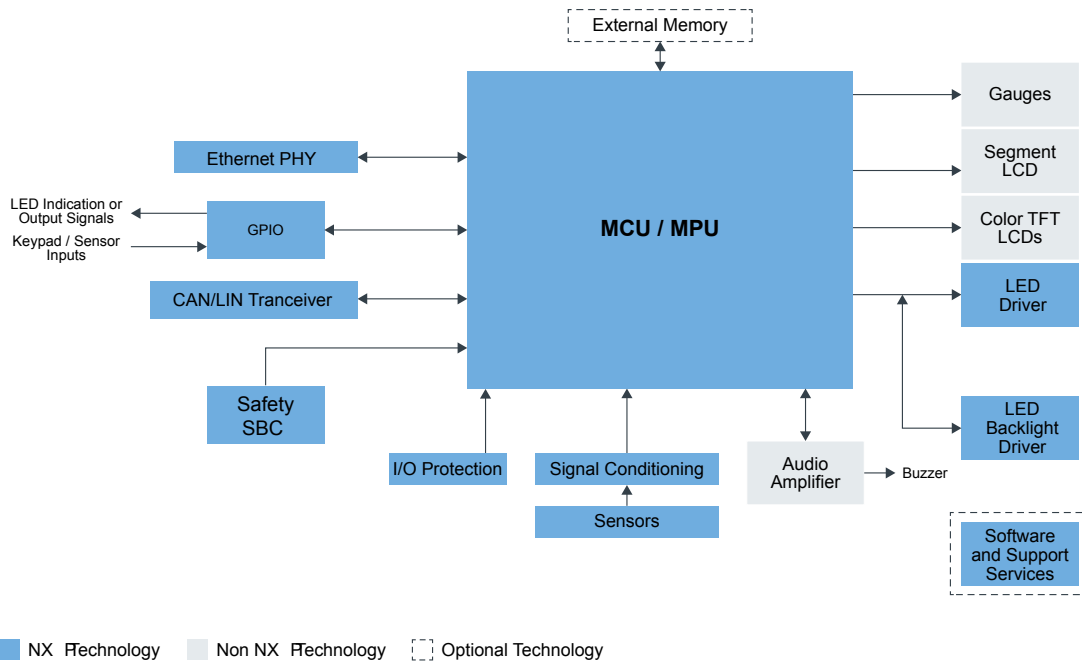 External Memory
MCU / MPU
Ethernet PHY
LED Indication or
Output Signals
Keypad / Sensor
Inputs
GPIO
CAN/LIN Tranceiver
Safety
SBC
I/O Protection
Signal Conditioning
Sensors
Audio
Amplifier
Buzzer
Gauges
Segment
LCD
Color TFT
LCDs
LED
Driver
LED
Backlight
Driver
Software
and Support
Services
NX P Technology
Non NX P Technology
Optional Technology